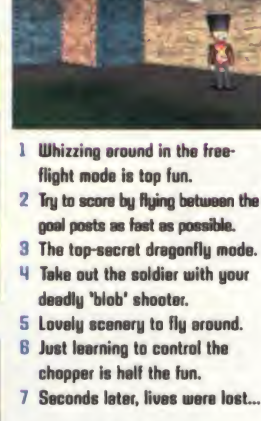 1 Whizzing around in the free-
flight mode is top fun.
2 Try to score by flying between the
goal posts as fast as possible.
3 The top-secret dragonfly mode.
4 Take out the soldier with your
deadly 'blob' shooter.
5 Lovely scenery to fly around.
6 Just learning to control the
chopper is half the fun.
7 Seconds later, lives were lost...